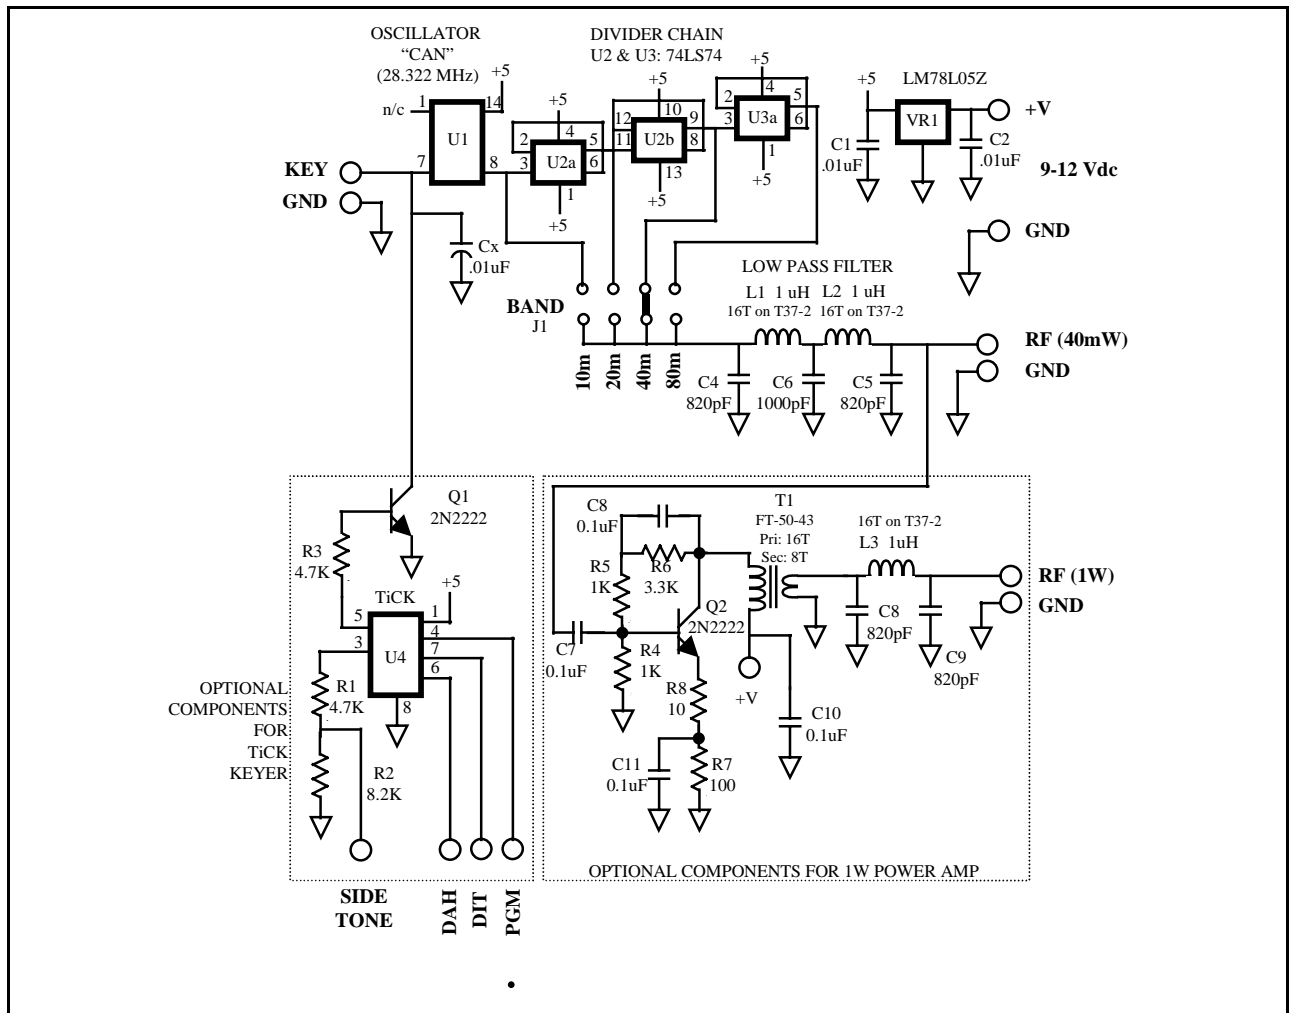 OSCILLATOR
“CAN”
(28.322 MHz)
+5
n/c
1
14
U1
7
8
KEY
GND
Cx
.01uF
DIVIDER CHAIN
U2 & U3: 74LS74
+5
4
2
5
3
U2a
6
1
+5
+5
10
12
9
11
U2b
8
13
+5
+5
4
2
5
3
U3a
6
1
+5
LM78L05Z
+5
VR1
+V
C1
.01uF
C2
.01uF
9-12 Vdc
GND
BAND
J1
10m
20m
40m
80m
LOW PASS FILTER
L1 1 uH L2 1 uH
16T on T37-2 16T on T37-2
C4
820pF
C6
1000pF
C5
820pF
RF (40mW)
GND
Q1
2N2222
R3
4.7K
TiCK
+5
5
1
4
3
7
U4
6
8
R1
4.7K
R2
8.2K
OPTIONAL
COMPONENTS
FOR
TiCK
KEYER
SIDE
TONE
DAH
DIT
PGM
C8
0.1uF
R5
1K
R6
3.3K
T1
FT-50-43
Pri: 16T
Sec: 8T
16T on T37-2
L3 1uH
RF (1W)
GND
Q2
2N2222
C7
0.1uF
R4
1K
R8
10
+V
C8
820pF
C9
820pF
C10
0.1uF
C11
0.1uF
R7
100
OPTIONAL COMPONENTS FOR 1W POWER AMP